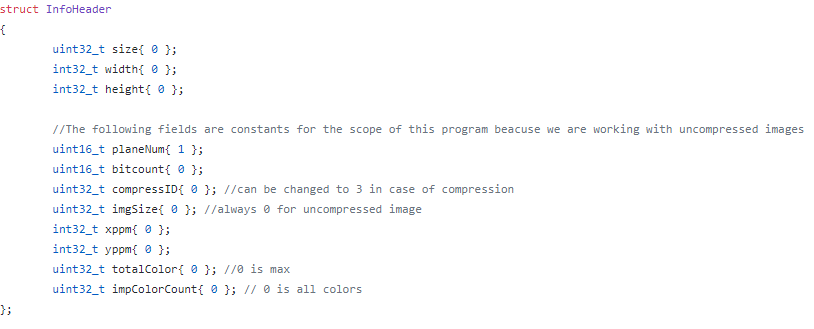 struct InfoHeader
{
uint32_t size{ 0 };
int32_t width{ 0 };
int32_t height{ 0 };
//The following fields are constants for the scope of this program beacuse we are working with uncompressed images
uint16_t planeNum{ 1 };
uint16_t bitcount{ 0 };
uint32_t compressID{ 0 }; //can be changed to 3 in case of compression
uint32_t imgSize{ 0 }; //always 0 for uncompressed image
int32_t xppm{ 0 };
int32_t yppm{ 0 };
uint32_t totalColor{ 0 }; //0 is max
uint32_t impColorCount{ 0 }; // 0 is all colors
};